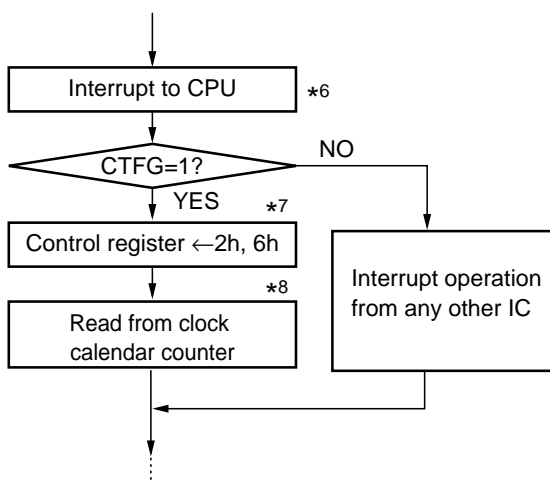 Interrupt to CPU
*6
CTFG=1?
NO
YES
*7
Control register ←2h, 6h
*8
Read from clock
calendar counter
Interrupt operation
from any other IC